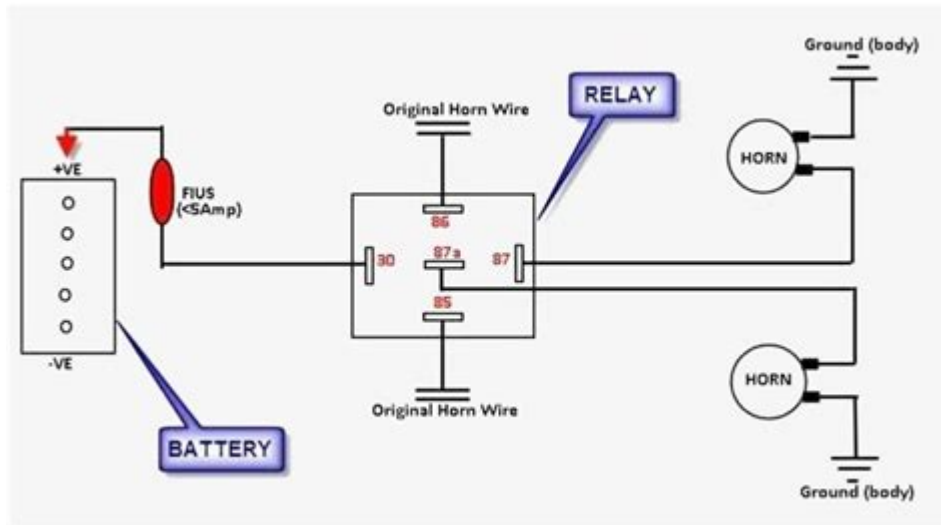 Ground (body)
RELAY
Original Horn Wire
HORN
+VE
FIUS
(<5Amp)
86
30
87a
87
85
HORN
-VE
Original Horn Wire
BATTERY
Ground (body)